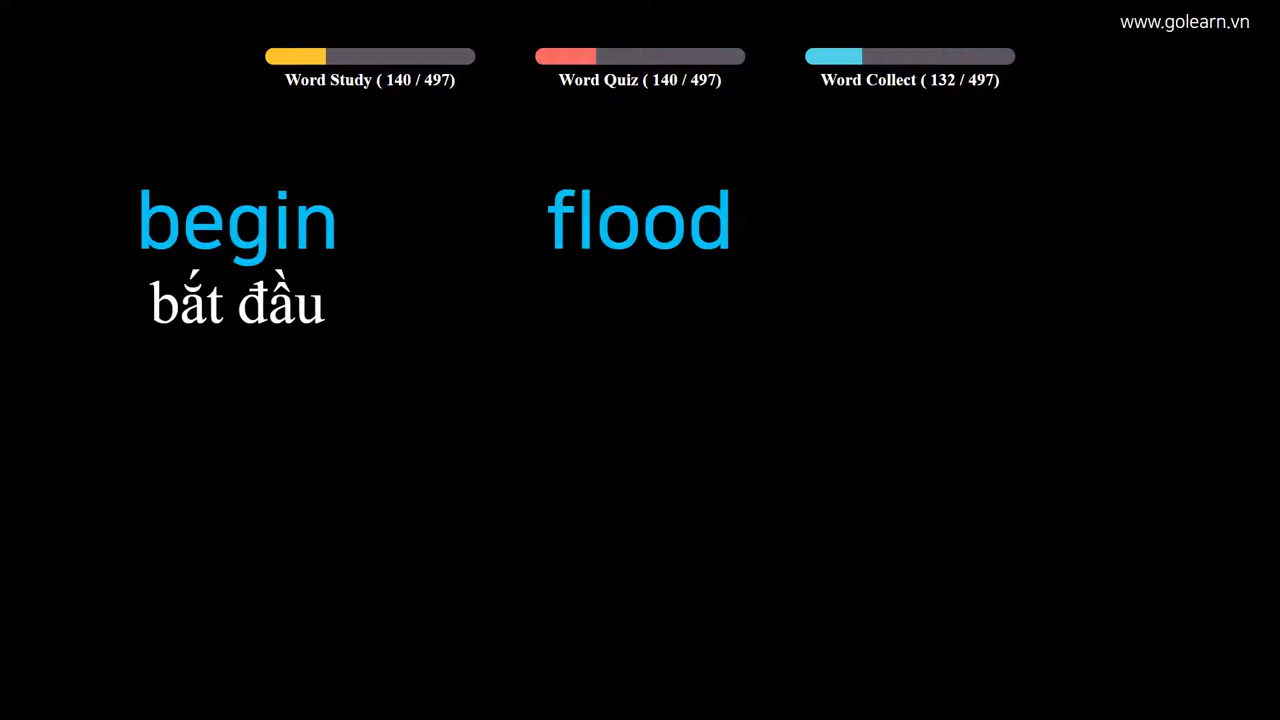 www.golearn.vn
Word Study ( 140 / 497)
Word Quiz ( 140 / 497)
Word Collect ( 132 / 497)
begin
flood
bắt đầu